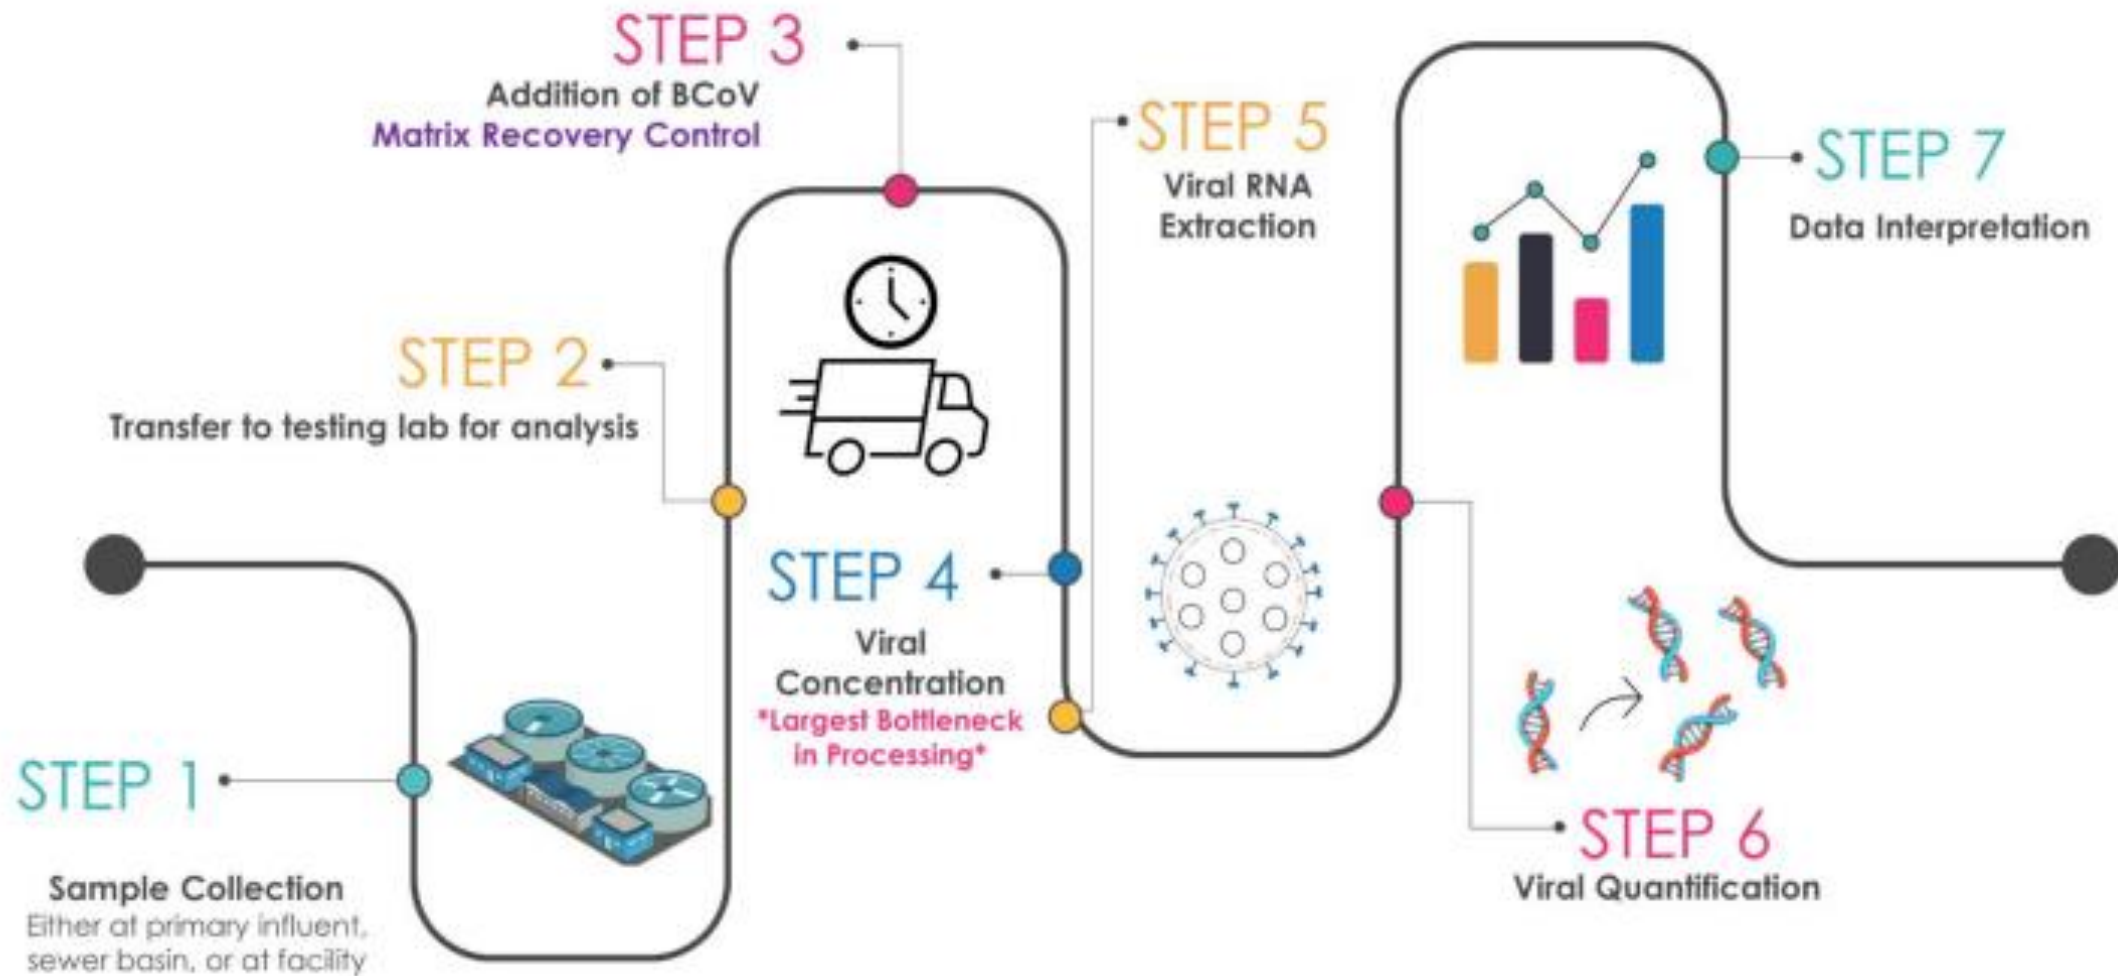 STEP 1
Sample Collection
Either at primary influent,
sewer basin, or at facility
STEP 2
Transfer to testing lab for analysis
STEP 3
Addition of BCoV
Matrix Recovery Control
STEP 4
Viral
Concentration
*Largest Bottleneck
in Processing*
STEP 5
Viral RNA
Extraction
STEP 6
Viral Quantification
STEP 7
Data Interpretation